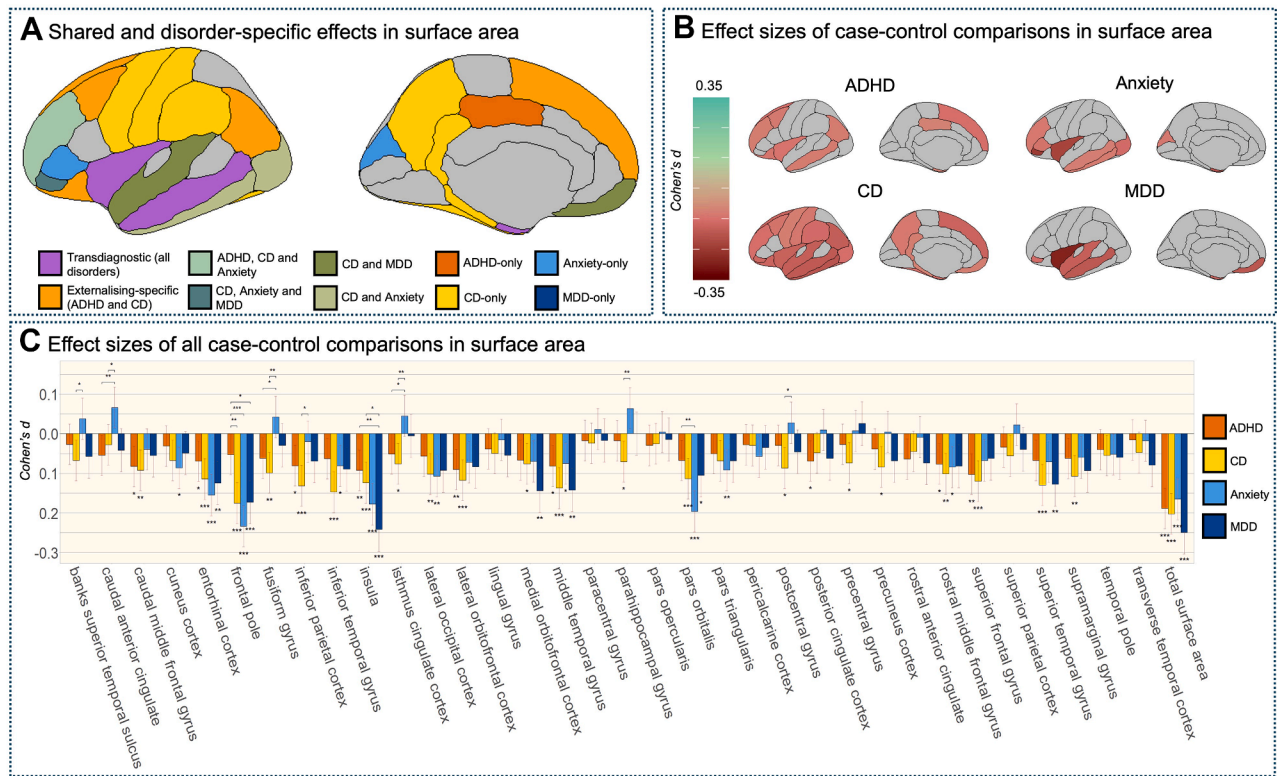 A Shared and disorder-specific effects in surface area
Transdiagnostic (all
disorders)
ADHD, CD and
Anxiety
CD and MDD
ADHD-only
Anxiety-only
Externalising-specific
(ADHD and CD)
CD, Anxiety and
MDD
CD and Anxiety
CD-only
MDD-only
B Effect sizes of case-control comparisons in surface area
0.35
Cohen's d
-0.35
ADHD
Anxiety
CD
MDD
C Effect sizes of all case-control comparisons in surface area
Cohen's d
0.1
0.0
0.1
0.2
-0.3
banks superior temporal sulcus
caudal anterior cingulate
caudal middle frontal gyrus
cuneus cortex
entorhinal cortex
frontal pole
fusiform gyrus
inferior parietal cortex
inferior temporal gyrus
insula
isthmus cingulate cortex
lateral occipital cortex
lateral orbitofrontal cortex
lingual gyrus
medial orbitofrontal cortex
middle temporal gyrus
paracentral gyrus
parahippocampal gyrus
pars opercularis
pars orbitalis
pars triangularis
pericalcarine cortex
postcentral gyrus
posterior cingulate cortex
precentral gyrus
precuneus cortex
rostral anterior cingulate
rostral middle frontal gyrus
superior frontal gyrus
superior parietal cortex
superior temporal gyrus
supramarginal gyrus
temporal pole
transverse temporal cortex
total surface area
ADHD
CD
Anxiety
MDD